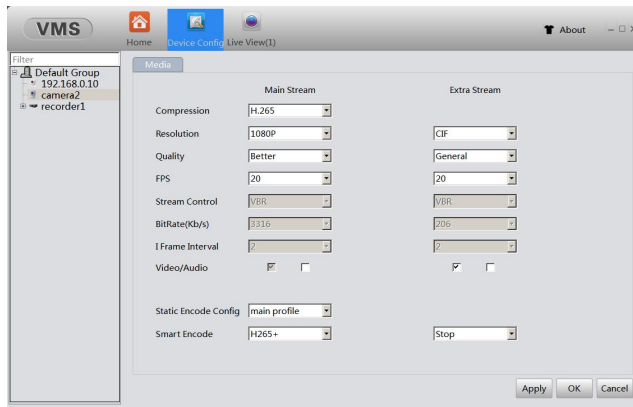 VMS
Home Device Config Live View(1)
About
Filter
Default Group
192.168.0.10
camera2
recorder1
Media
Main Stream Extra Stream
Compression H.265
Resolution 1080P CIF
Quality Better General
FPS 20 20
Stream Control VBR VBR
BitRate(Kb/s) 3316 206
I Frame Interval 2 2
Video/Audio
Static Encode Config main profile
Smart Encode H265+ Stop
Apply OK Cancel